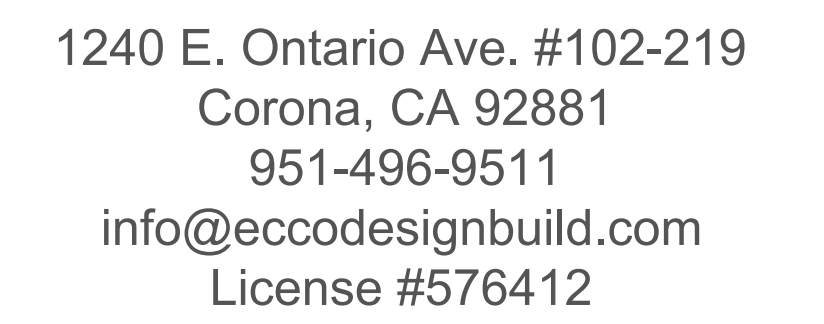 1240 E. Ontario Ave. #102-219
Corona, CA 92881
951-496-9511
info@eccodesignbuild.com
License #576412